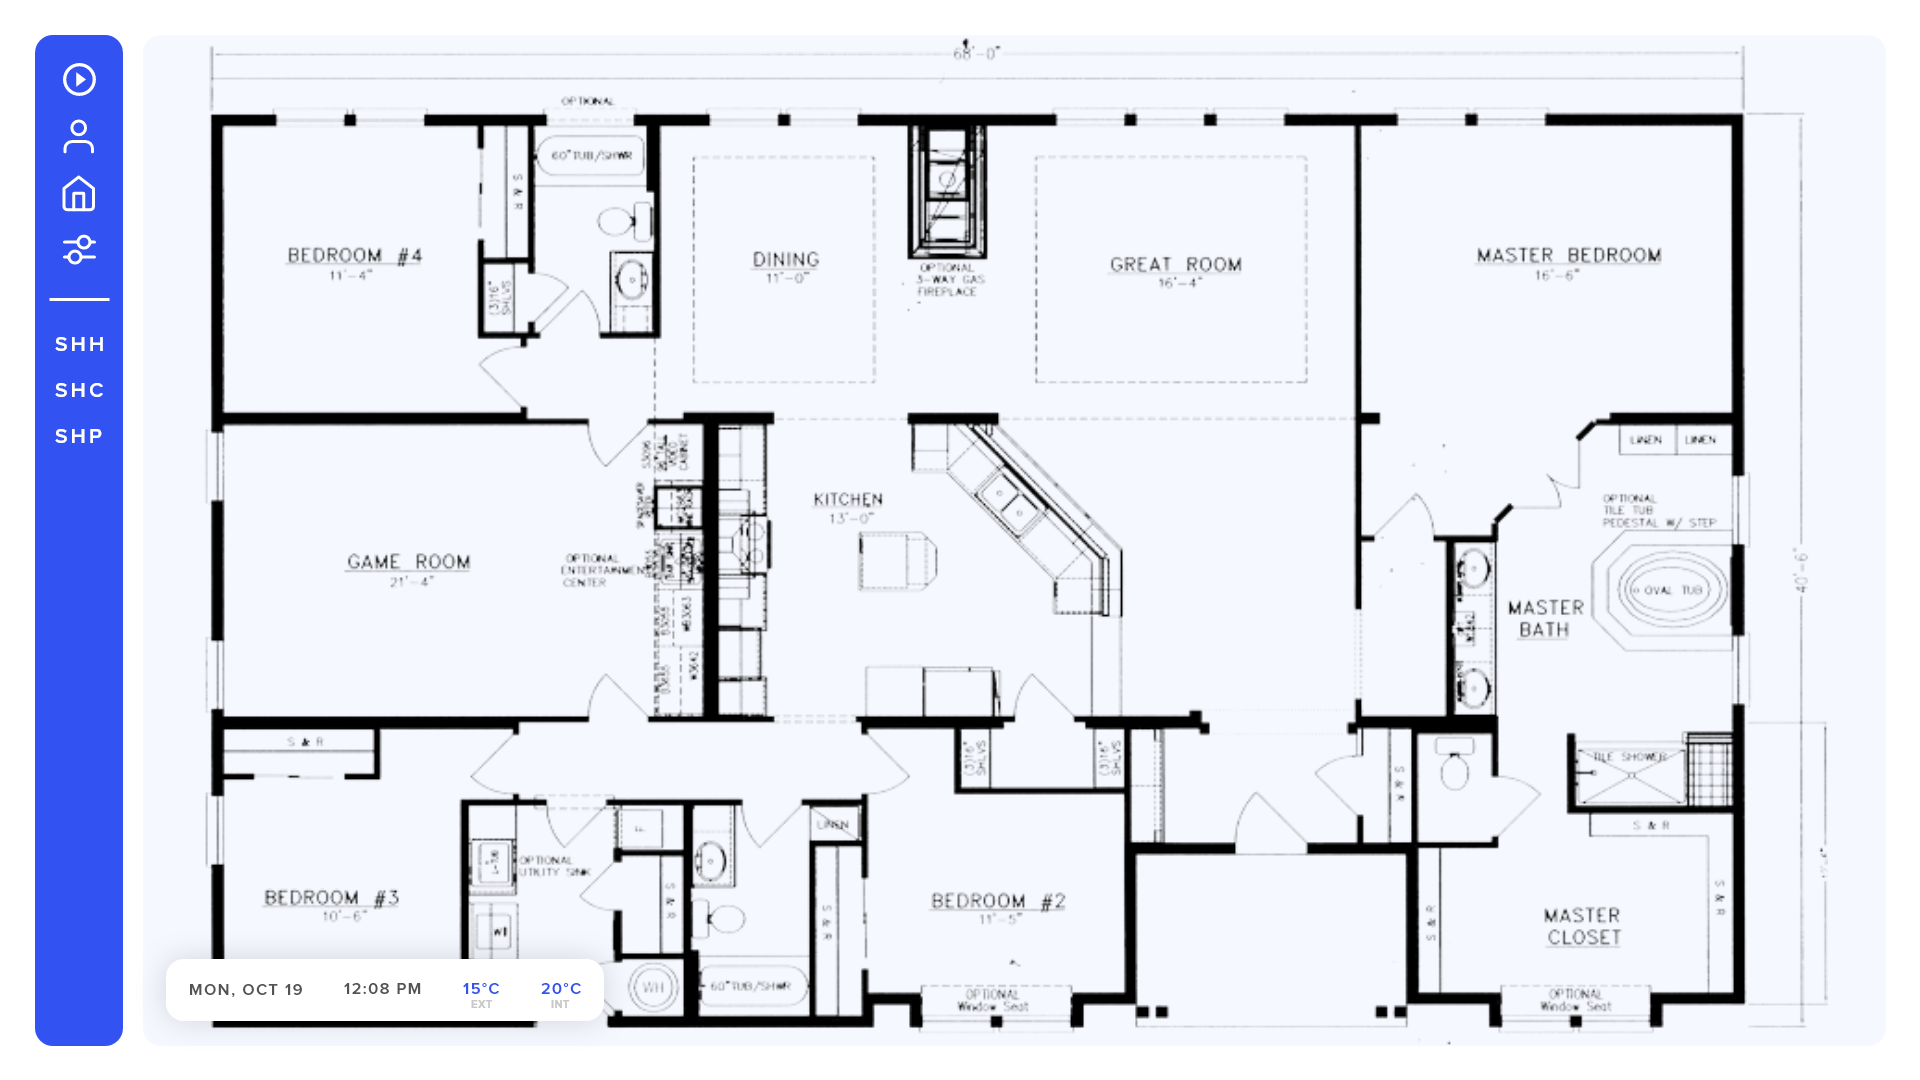 SHH
SHC
SHP
68'-0"
OPTIONAL
60"TUB/SHWR
S & R
BEDROOM #4
11'-4"
(3)16"
SHLVS
DINING
11'-0"
OPTIONAL
3-WAY GAS
FIREPLACE
GREAT ROOM
16'-4"
MASTER BEDROOM
16'-6"
LINEN
LINEN
OPTIONAL
TILE TUB
PEDESTAL W/ STEP
KITCHEN
13'-0"
GAME ROOM
21'-4"
OPTIONAL
ENTERTAINMENT
CENTER
CABINET
OVAL TUB
MASTER
BATH
40'-6"
S & R
(3)16"
SHLVS
(3)16"
SHLVS
S & R
TILE SHOWER
S & R
LINEN
OPTIONAL
UTILITY SINK
BEDROOM #3
10'-6"
S & R
S & R
BEDROOM #2
11'-5"
S & R
S & R
MASTER
CLOSET
WH
60"TUB/SHWR
OPTIONAL
Window Seat
OPTIONAL
Window Seat
MON, OCT 19
12:08 PM
15°C
EXT
20°C
INT